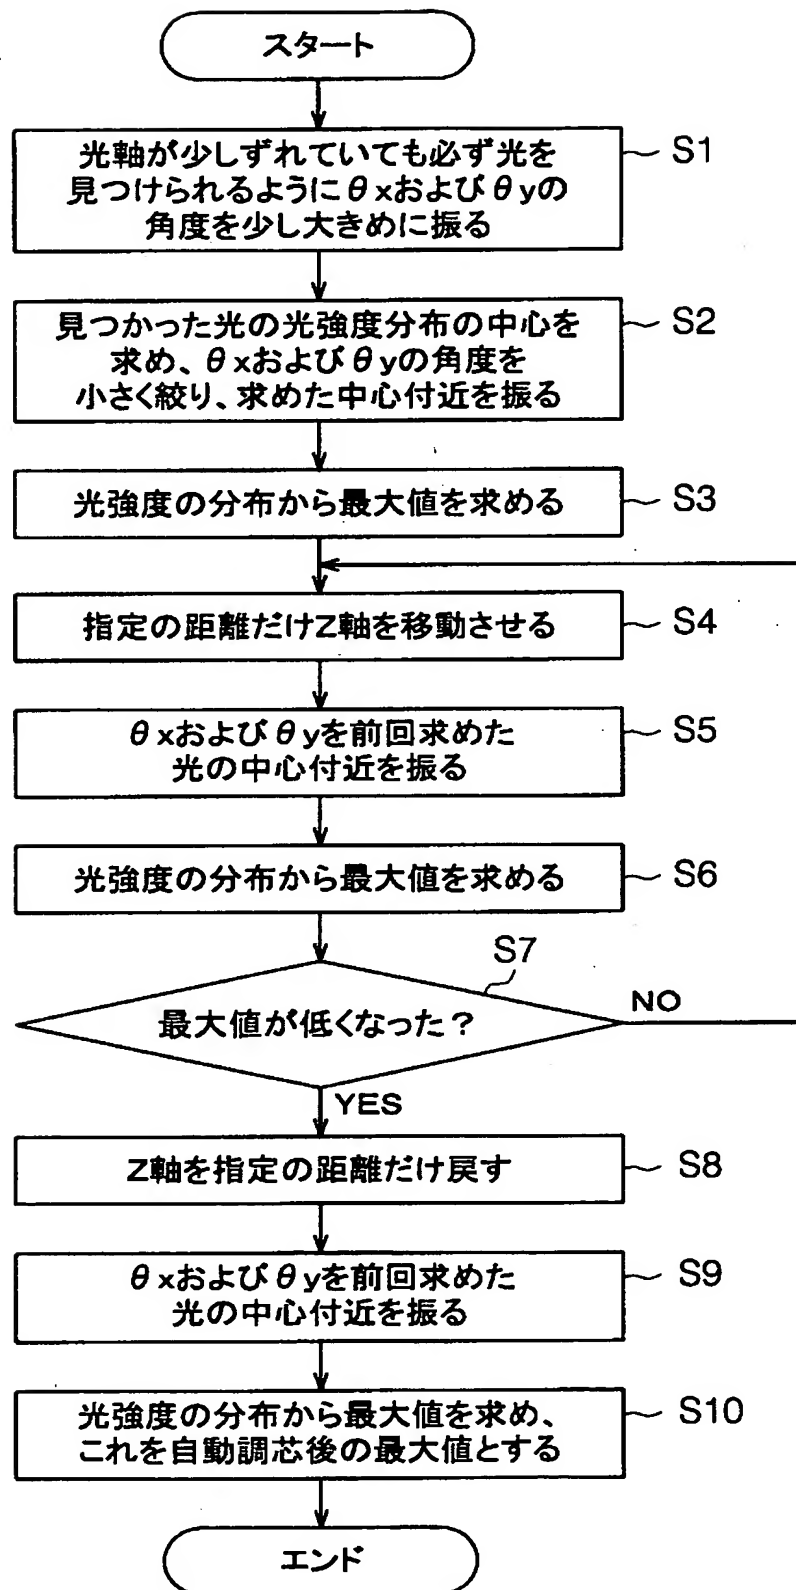 スタート
光軸が少しずれていても必ず光を
見つけられるようにθxおよびθyの
角度を少し大きめに振る
S1
見つかった光の光強度分布の中心を
求め、θxおよびθyの角度を
小さく絞り、求めた中心付近を振る
S2
光強度の分布から最大値を求める
S3
指定の距離だけZ軸を移動させる
S4
θxおよびθyを前回求めた
光の中心付近を振る
S5
光強度の分布から最大値を求める
S6
S7
最大値が低くなった?
NO
YES
Z軸を指定の距離だけ戻す
S8
θxおよびθyを前回求めた
光の中心付近を振る
S9
光強度の分布から最大値を求め、
これを自動調芯後の最大値とする
S10
エンド